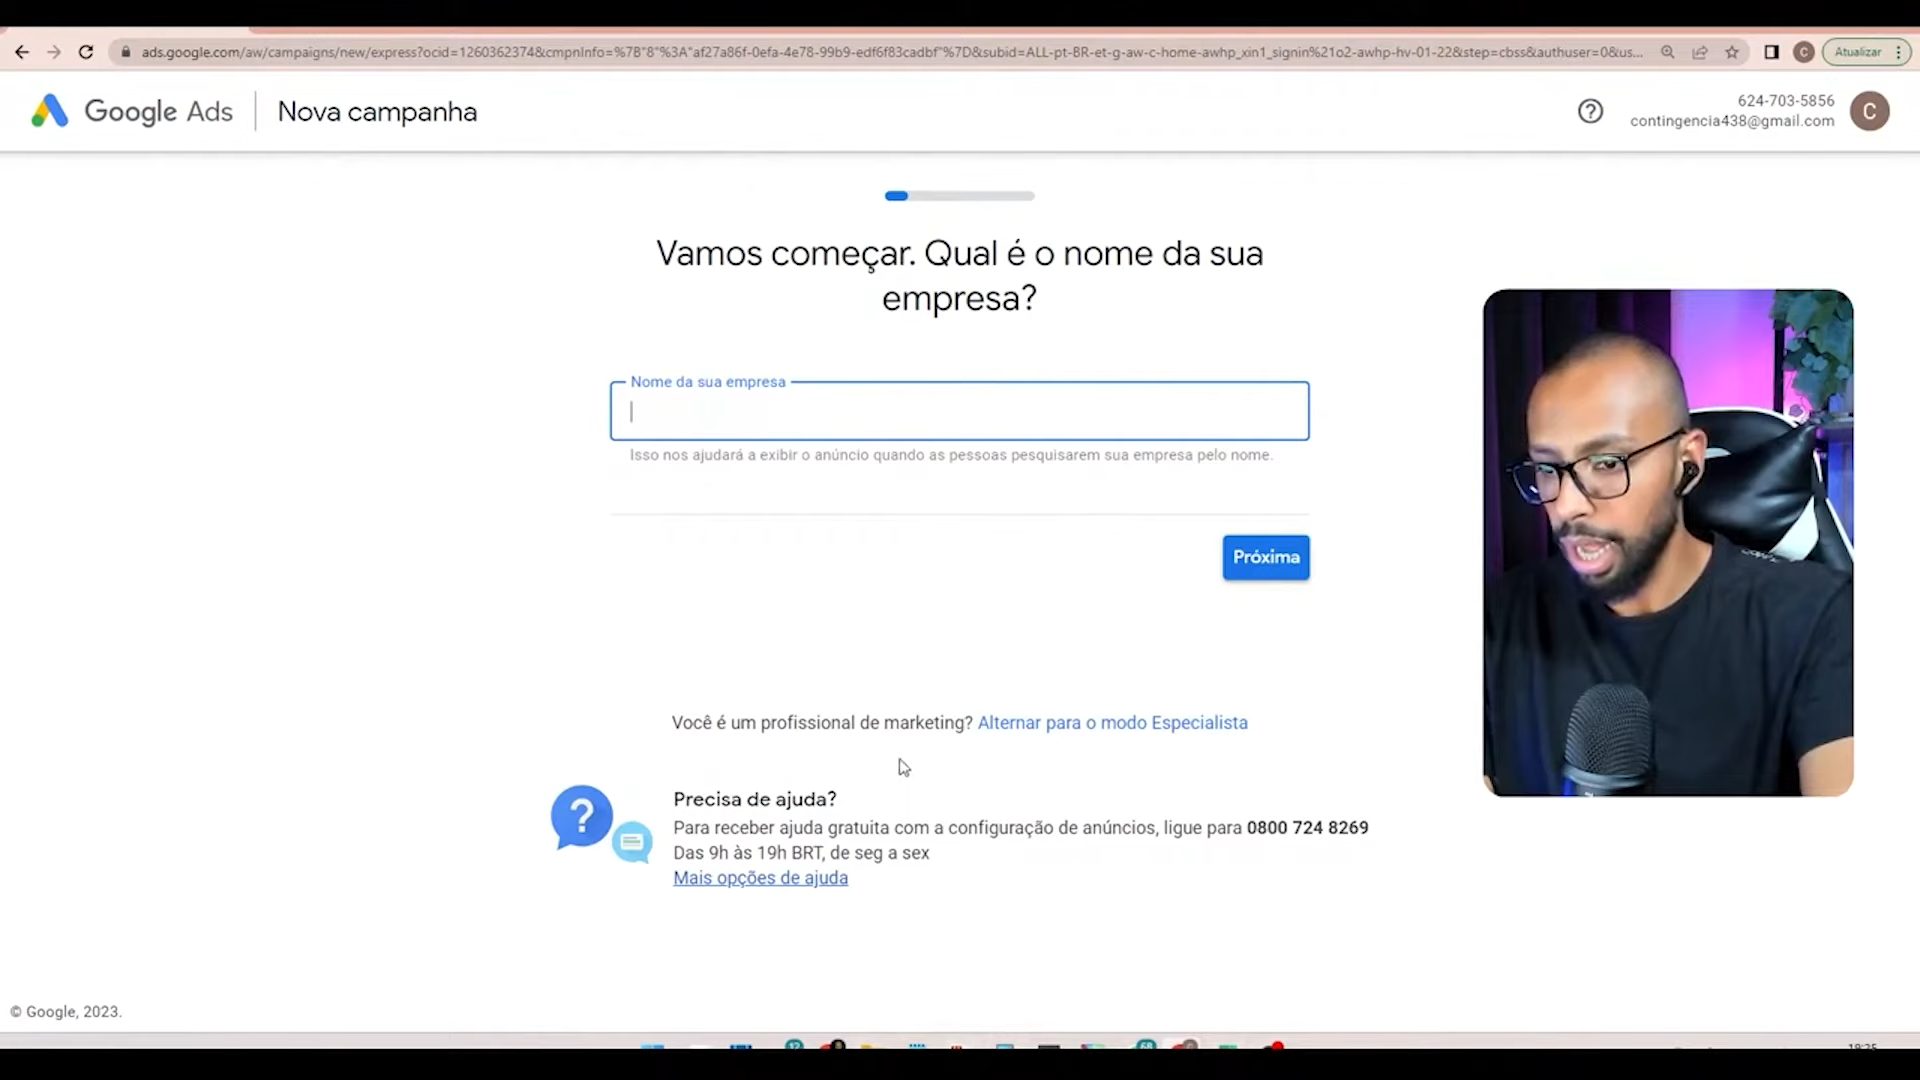 ads.google.com/aw/campaigns/new/express?ocid=1260362374&cmpnInfo=%7B"8"%3A"af27a86f-0efa-4e78-99b9-edf6f83cadbf"%7D&subid=ALL-pt-BR-et-g-aw-c-home-awhp_xin1_signin%21o2-awhp-hv-01-22&step=cbss&authuser=0&us...
C
Atualizar
Google Ads
Nova campanha
624-703-5856
contingencia438@gmail.com
C
Vamos começar. Qual é o nome da sua
empresa?
Nome da sua empresa
Isso nos ajudará a exibir o anúncio quando as pessoas pesquisarem sua empresa pelo nome.
Próxima
Você é um profissional de marketing? Alternar para o modo Especialista
?
Precisa de ajuda?
Para receber ajuda gratuita com a configuração de anúncios, ligue para 0800 724 8269
Das 9h às 19h BRT, de seg a sex
Mais opções de ajuda
© Google, 2023.